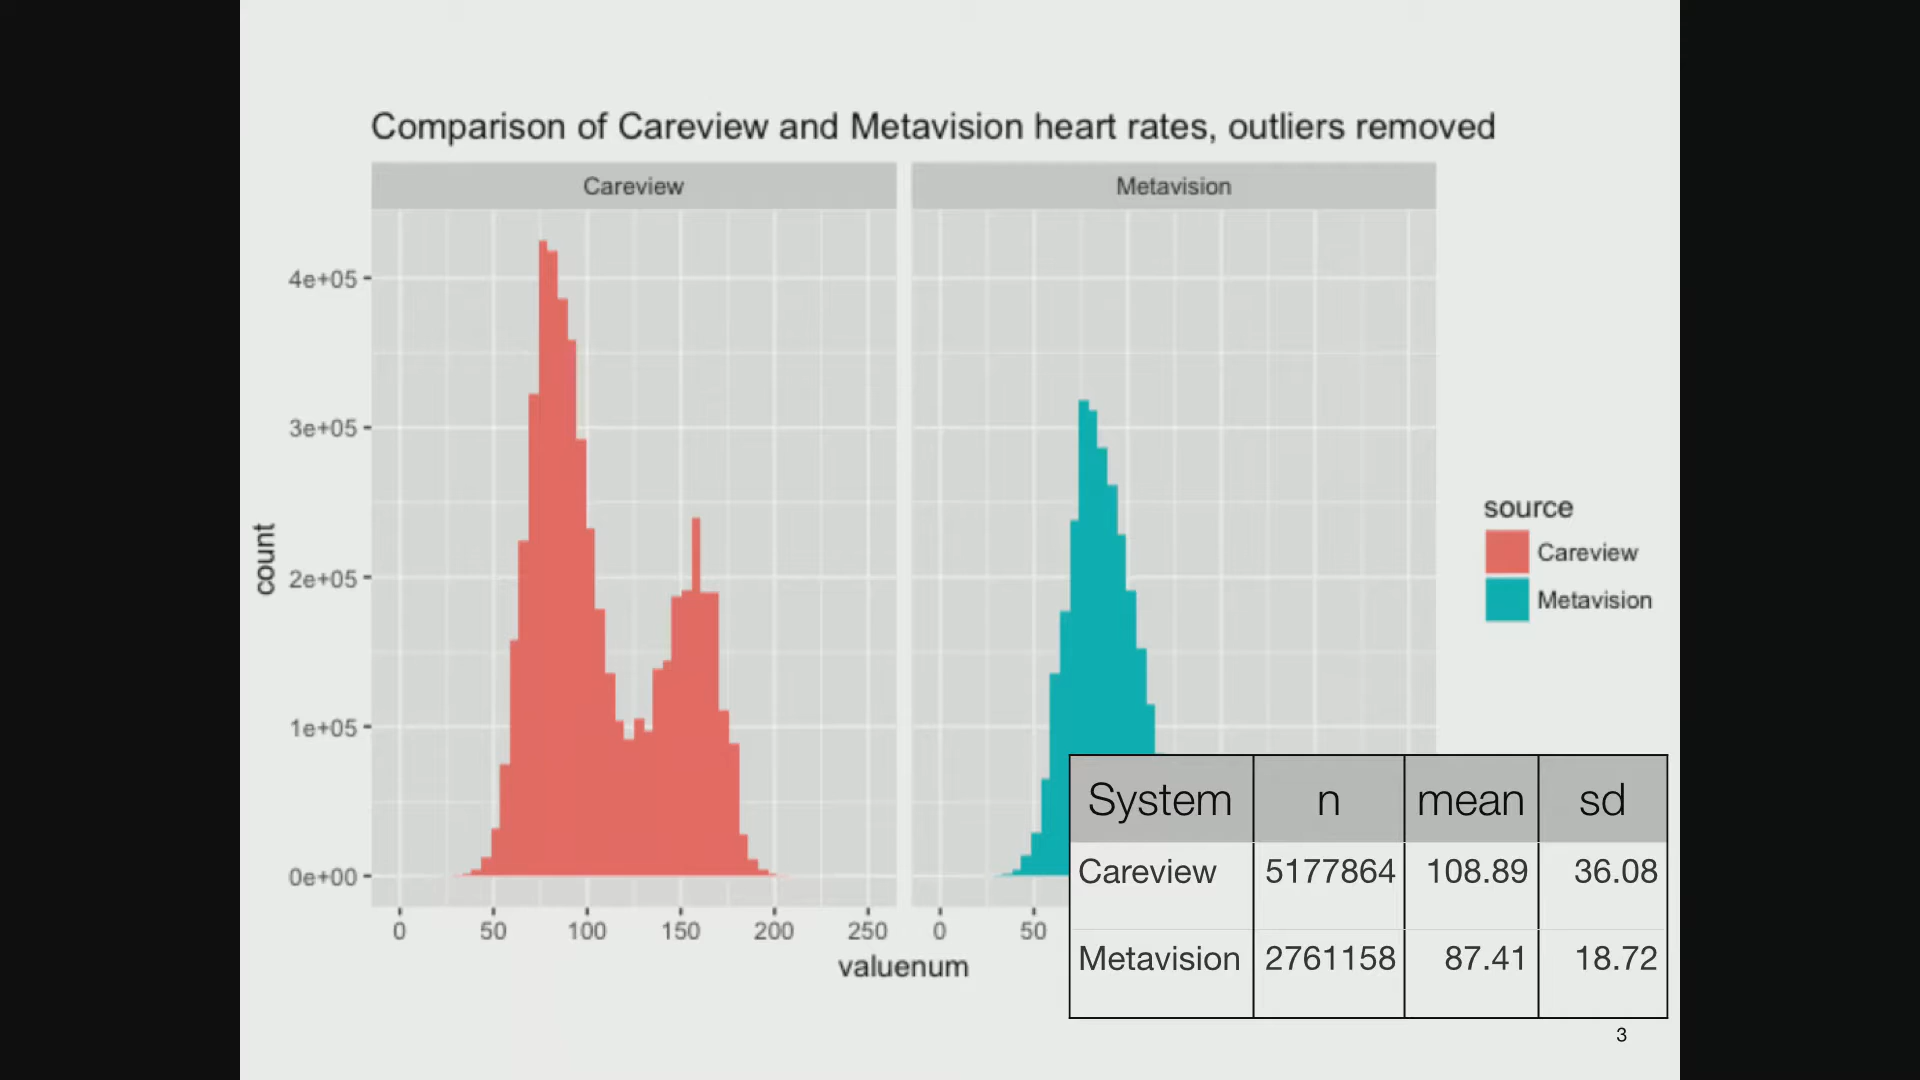 Comparison of Careview and Metavision heart rates, outliers removed
Careview Metavision
4e+05
3e+05
2e+05
1e+05
0e+00
count
0 50 100 150 200 250 0 50
valuenum
source
Careview
Metavision
System n mean sd
Careview 5177864 108.89 36.08
Metavision 2761158 87.41 18.72
3